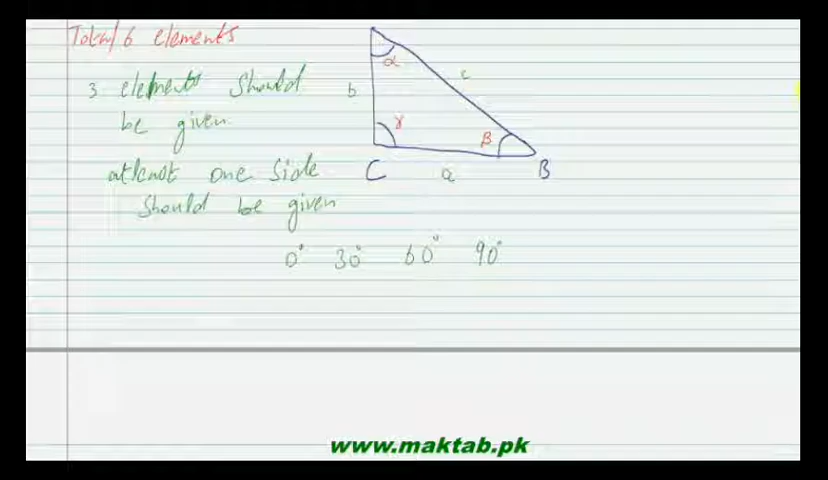 Total 6 elements
3 elements should
be given
atleast one side
should be given
α
c
b
γ
β
C
a
B
0° 30° 60° 90°
www.maktab.pk